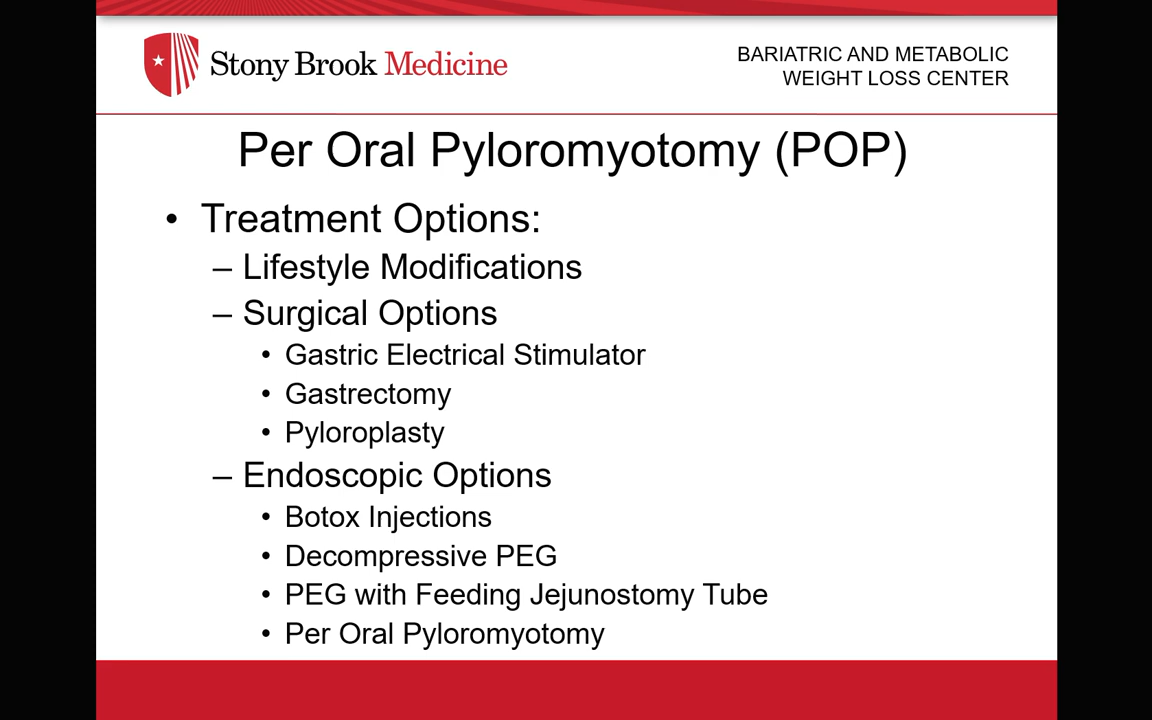 Stony Brook Medicine
BARIATRIC AND METABOLIC
WEIGHT LOSS CENTER
Per Oral Pyloromyotomy (POP)
• Treatment Options:
– Lifestyle Modifications
– Surgical Options
• Gastric Electrical Stimulator
• Gastrectomy
• Pyloroplasty
– Endoscopic Options
• Botox Injections
• Decompressive PEG
• PEG with Feeding Jejunostomy Tube
• Per Oral Pyloromyotomy